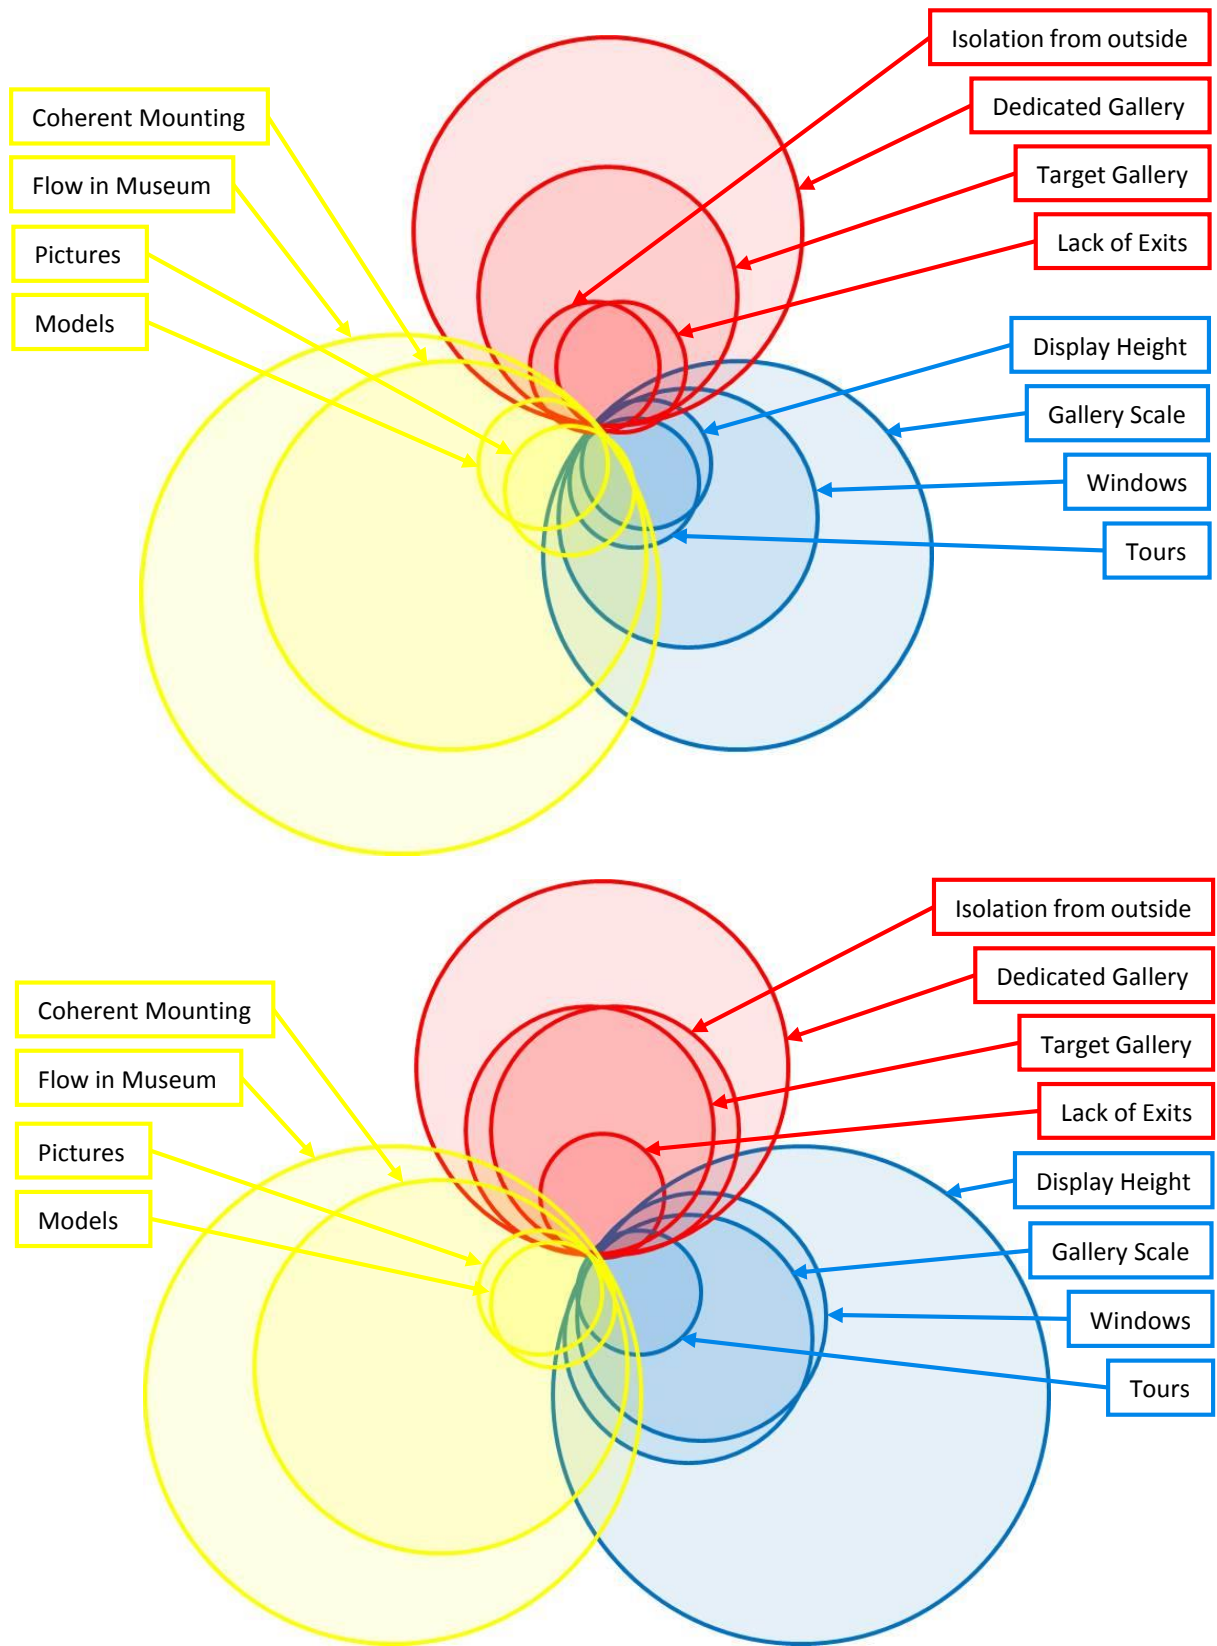 Isolation from outside
Dedicated Gallery
Target Gallery
Lack of Exits
Coherent Mounting
Flow in Museum
Pictures
Models
Display Height
Gallery Scale
Windows
Tours
Isolation from outside
Dedicated Gallery
Target Gallery
Lack of Exits
Coherent Mounting
Flow in Museum
Pictures
Models
Display Height
Gallery Scale
Windows
Tours